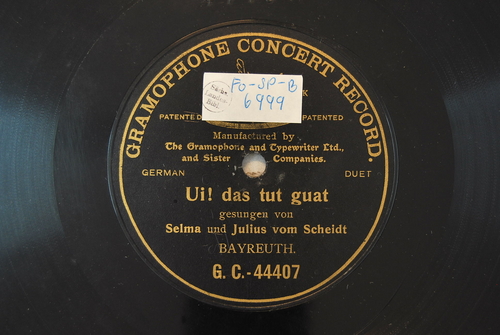 GRAMOPHONE CONCERT RECORD.
PO-SP-B
6999
K
PATENTED PATENTED
Manufactured by
The Gramophone and Typewriter Ltd.,
and Sister Companies.
GERMAN DUET
Ui! das tut guat
gesungen von
Selma und Julius vom Scheidt
BAYREUTH.
G. C.-44407